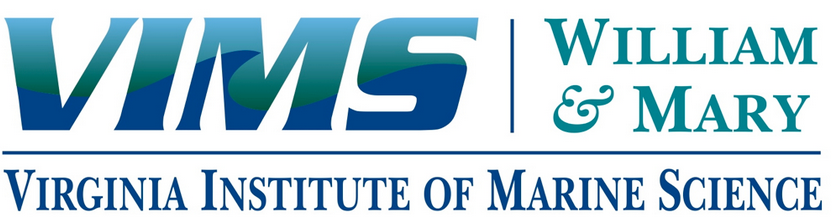 VIMS
WILLIAM
& MARY
VIRGINIA INSTITUTE OF MARINE SCIENCE